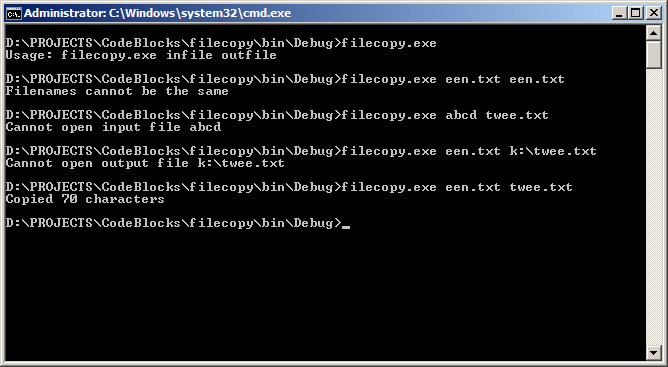 Administrator: C:\Windows\system32\cmd.exe
D:\PROJECTS\CodeBlocks\filecopy\bin\Debug>filecopy.exe
Usage: filecopy.exe infile outfile
D:\PROJECTS\CodeBlocks\filecopy\bin\Debug>filecopy.exe een.txt een.txt
Filenames cannot be the same
D:\PROJECTS\CodeBlocks\filecopy\bin\Debug>filecopy.exe abcd twee.txt
Cannot open input file abcd
D:\PROJECTS\CodeBlocks\filecopy\bin\Debug>filecopy.exe een.txt k:\twee.txt
Cannot open output file k:\twee.txt
D:\PROJECTS\CodeBlocks\filecopy\bin\Debug>filecopy.exe een.txt twee.txt
Copied 70 characters
D:\PROJECTS\CodeBlocks\filecopy\bin\Debug>_